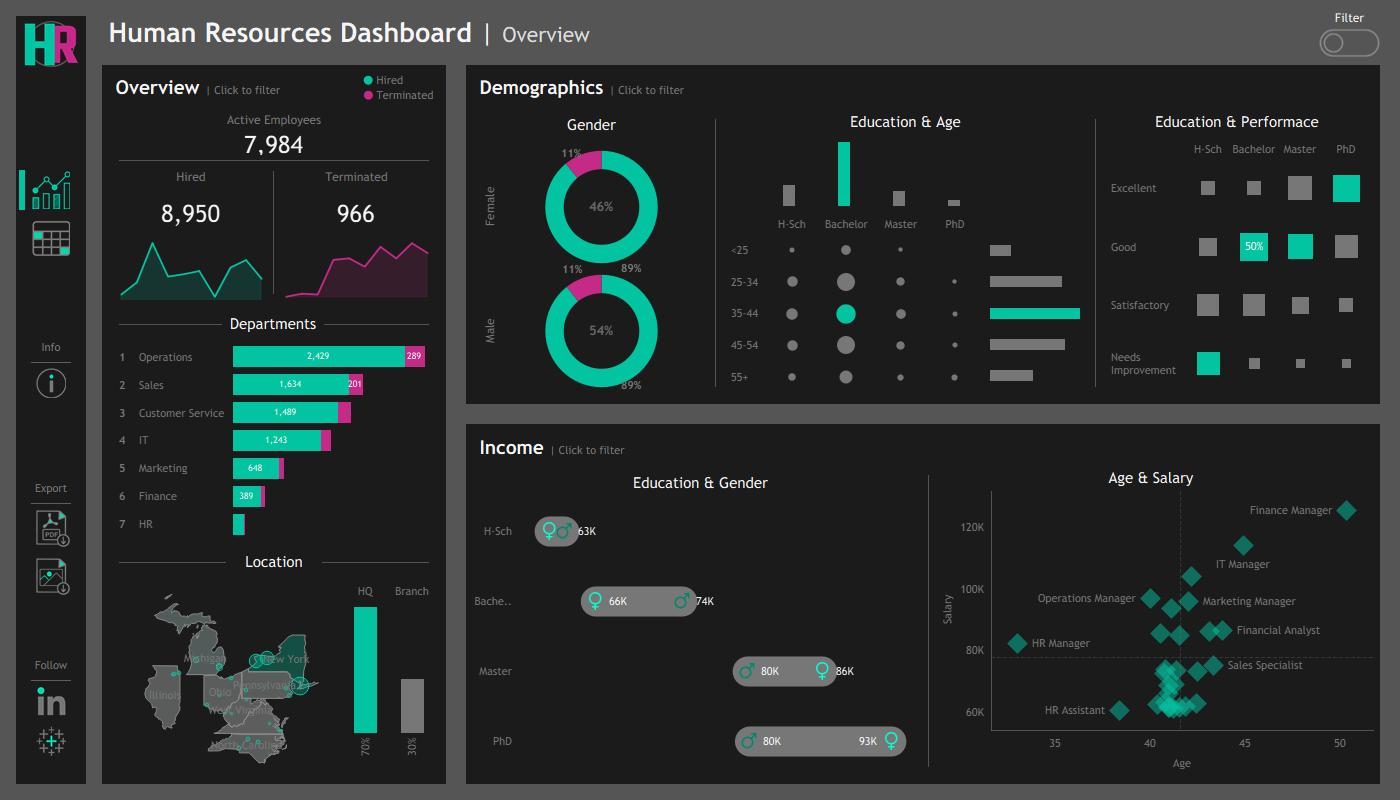 HR
Human Resources Dashboard | Overview
Filter
Overview | Click to filter
Hired
Terminated
Active Employees
7,984
Hired
Terminated
8,950
966
Departments
1 Operations 2,429 289
2 Sales 1,634 201
3 Customer Service 1,489
4 IT 1,243
5 Marketing 648
6 Finance 389
7 HR
Location
HQ Branch
Michigan
New York
Illinois
Ohio
Pennsylvania
West Virginia
North Carolina
70%
30%
Info
Export
PDF
Follow
in
Demographics | Click to filter
Gender
Female
11%
46%
89%
Male
11%
54%
89%
Education & Age
H-Sch Bachelor Master PhD
<25
25-34
35-44
45-54
55+
Education & Performace
H-Sch Bachelor Master PhD
Excellent
Good 50%
Satisfactory
Needs
Improvement
Income | Click to filter
Education & Gender
H-Sch 63K
Bache.. 66K 74K
Master 80K 86K
PhD 80K 93K
Age & Salary
Salary
120K
100K
80K
60K
Finance Manager
IT Manager
Operations Manager
Marketing Manager
Financial Analyst
HR Manager
Sales Specialist
HR Assistant
35 40 45 50
Age